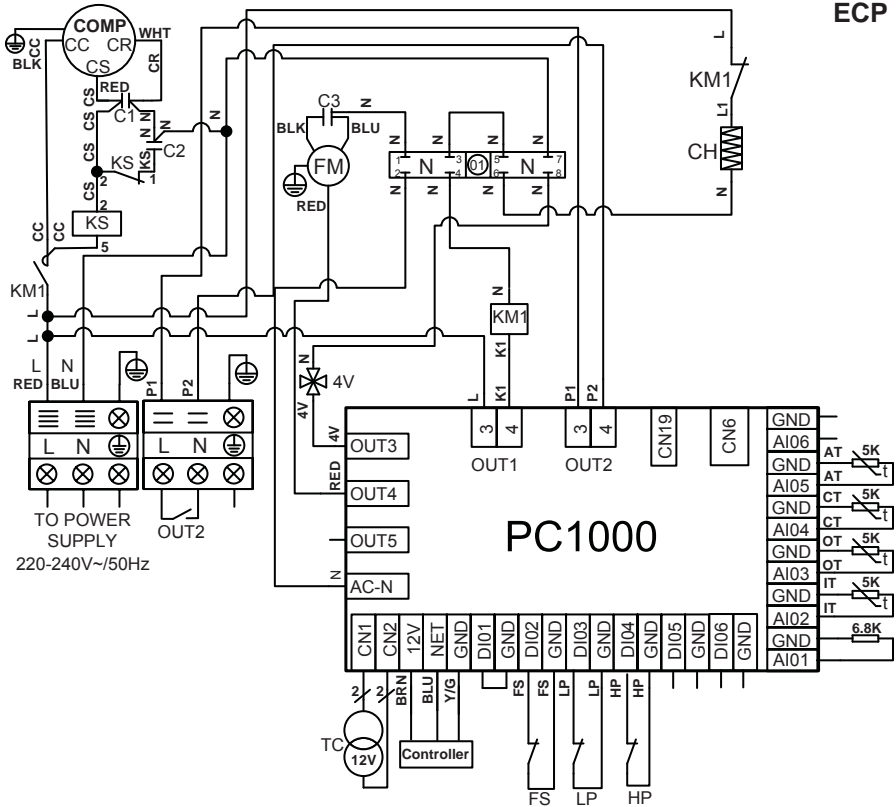 ECP
COMP
CC CR
CS
WHT
CC
BLK
CR
RED
C1
CS CS
N N
N
N
C2
CS
KS
KS
2 1
CS
2
KS
5
CC CC
KM1
L
L
L N
RED BLU
P1 P2
L N
L N
TO POWER
SUPPLY
220-240V~/50Hz
OUT2
C3
N
BLK BLU
FM
RED
N N N N
1 3 5 7
N 01 N
2 4 6 8
N N N N
L
KM1
L1
CH
N
N
KM1
K1
N
4V
4V
4V
RED
N
L K1 P1 P2
3 4 3 4
OUT1 OUT2
CN19
CN6
OUT3
OUT4
OUT5
AC-N
PC1000
GND
AI06
GND
AI05
GND
AI04
GND
AI03
GND
AI02
GND
AI01
AT 5K
AT t
CT 5K
CT t
OT 5K
OT t
IT 5K
IT t
6.8K
CN1 CN2 12V NET GND DI01 GND DI02 GND DI03 GND DI04 GND DI05 GND DI06 GND
2 2 BRN BLU Y/G FS FS LP LP HP HP
TC
12V
Controller
FS LP HP